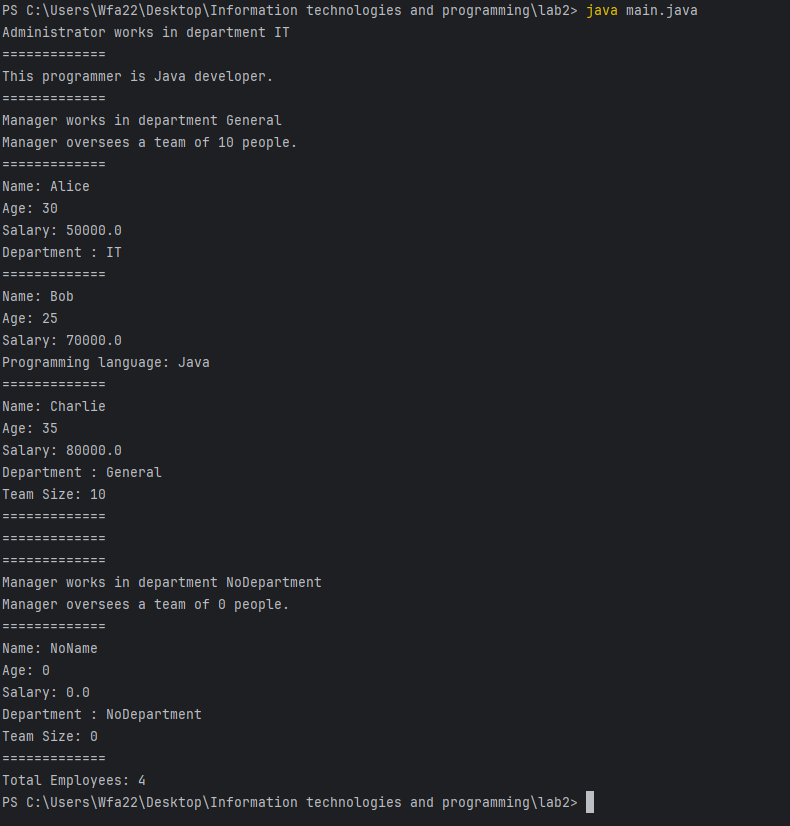 PS C:\Users\Wfa22\Desktop\Information technologies and programming\lab2> java main.java
Administrator works in department IT
=============
This programmer is Java developer.
=============
Manager works in department General
Manager oversees a team of 10 people.
=============
Name: Alice
Age: 30
Salary: 50000.0
Department : IT
=============
Name: Bob
Age: 25
Salary: 70000.0
Programming language: Java
=============
Name: Charlie
Age: 35
Salary: 80000.0
Department : General
Team Size: 10
=============
=============
=============
Manager works in department NoDepartment
Manager oversees a team of 0 people.
=============
Name: NoName
Age: 0
Salary: 0.0
Department : NoDepartment
Team Size: 0
=============
Total Employees: 4
PS C:\Users\Wfa22\Desktop\Information technologies and programming\lab2>